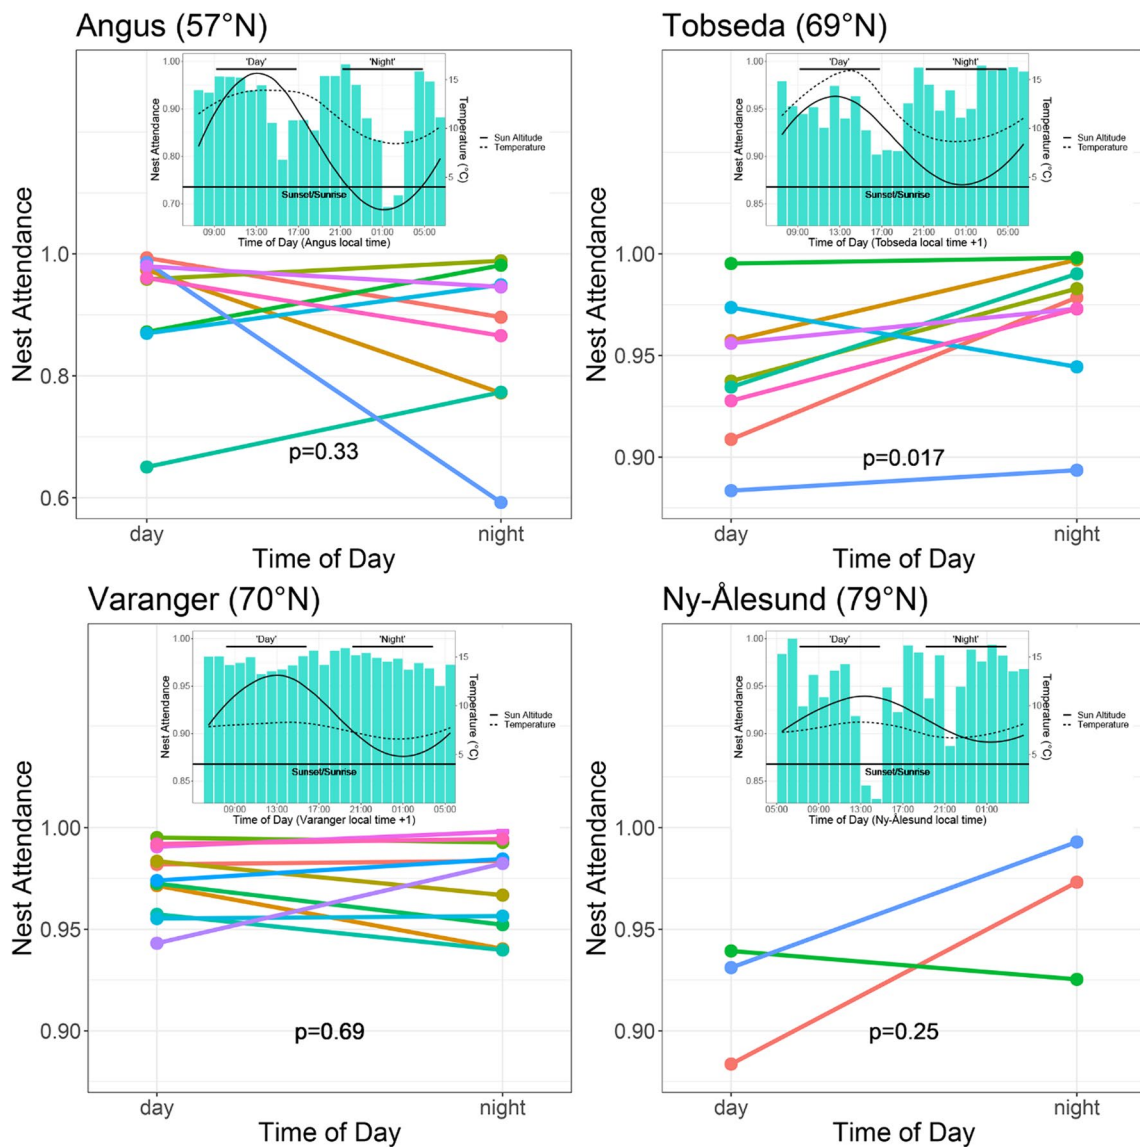 Angus (57°N)
1.00
0.90
0.80
0.70
Nest Attendance
'Day'
'Night'
15
10
5
Temperature (°C)
Sun Altitude
Temperature
Sunset/Sunrise
09:00 13:00 17:00 21:00 01:00 05:00
Time of Day (Angus local time)
Nest Attendance
1.0
0.8
0.6
p=0.33
day night
Time of Day
Tobseda (69°N)
1.00
0.95
0.90
0.85
Nest Attendance
'Day'
'Night'
15
10
5
Temperature (°C)
Sun Altitude
Temperature
Sunset/Sunrise
09:00 13:00 17:00 21:00 01:00 05:00
Time of Day (Tobseda local time +1)
Nest Attendance
1.00
0.95
0.90
p=0.017
day night
Time of Day
Varanger (70°N)
1.00
0.95
0.90
0.85
Nest Attendance
'Day'
'Night'
15
10
5
Temperature (°C)
Sun Altitude
Temperature
Sunset/Sunrise
09:00 13:00 17:00 21:00 01:00 05:00
Time of Day (Varanger local time +1)
Nest Attendance
1.00
0.95
0.90
p=0.69
day night
Time of Day
Ny-Ålesund (79°N)
1.00
0.95
0.90
0.85
Nest Attendance
'Day'
'Night'
15
10
5
Temperature (°C)
Sun Altitude
Temperature
Sunset/Sunrise
05:00 09:00 13:00 17:00 21:00 01:00
Time of Day (Ny-Ålesund local time)
Nest Attendance
1.00
0.95
0.90
p=0.25
day night
Time of Day